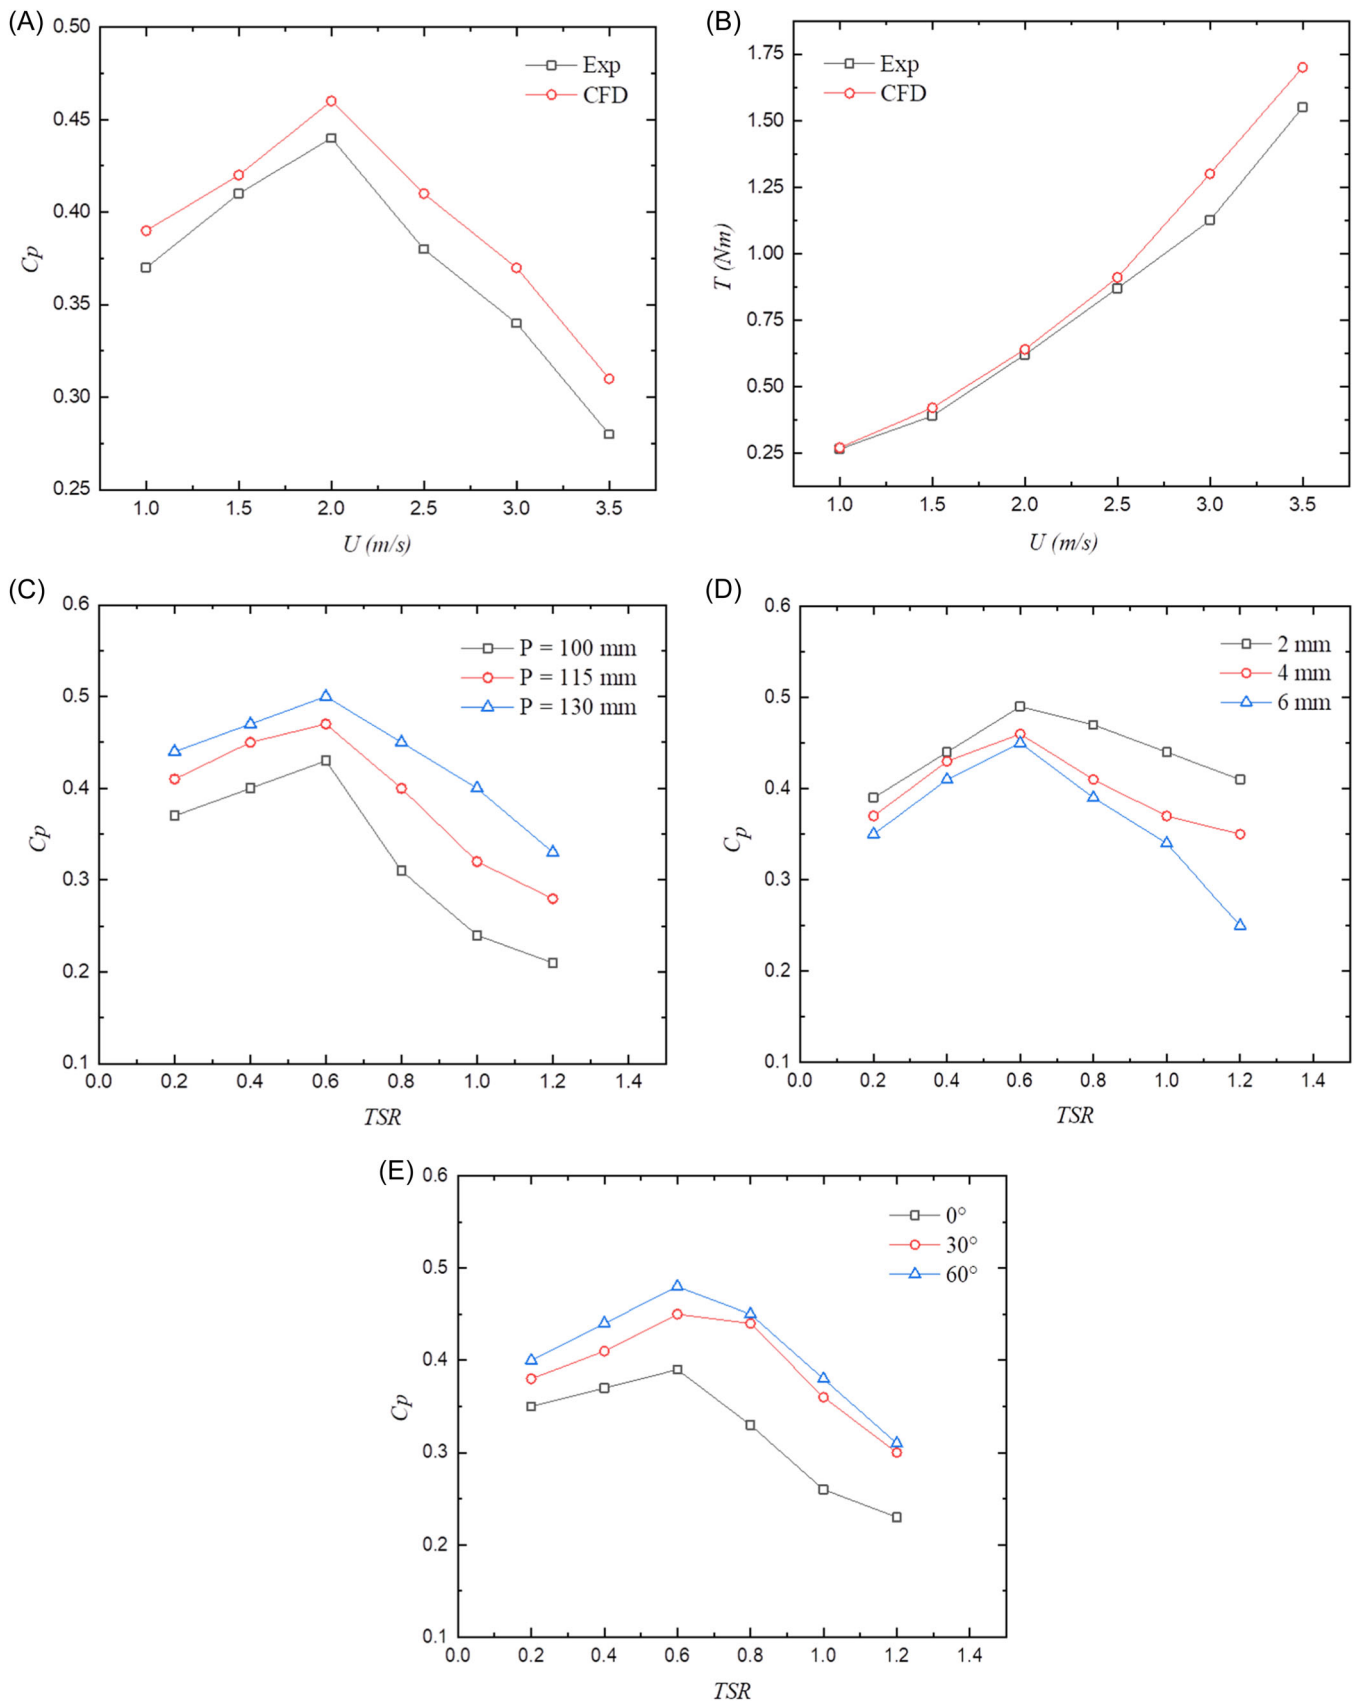 (A)
0.50
0.45
0.40
0.35
0.30
0.25
Cp
Exp
CFD
1.0 1.5 2.0 2.5 3.0 3.5
U (m/s)
(B)
1.75
1.50
1.25
1.00
0.75
0.50
0.25
T (Nm)
Exp
CFD
1.0 1.5 2.0 2.5 3.0 3.5
U (m/s)
(C)
0.6
0.5
0.4
0.3
0.2
0.1
Cp
P = 100 mm
P = 115 mm
P = 130 mm
0.0 0.2 0.4 0.6 0.8 1.0 1.2 1.4
TSR
(D)
0.6
0.5
0.4
0.3
0.2
0.1
Cp
2 mm
4 mm
6 mm
0.0 0.2 0.4 0.6 0.8 1.0 1.2 1.4
TSR
(E)
0.6
0.5
0.4
0.3
0.2
0.1
Cp
0°
30°
60°
0.0 0.2 0.4 0.6 0.8 1.0 1.2 1.4
TSR